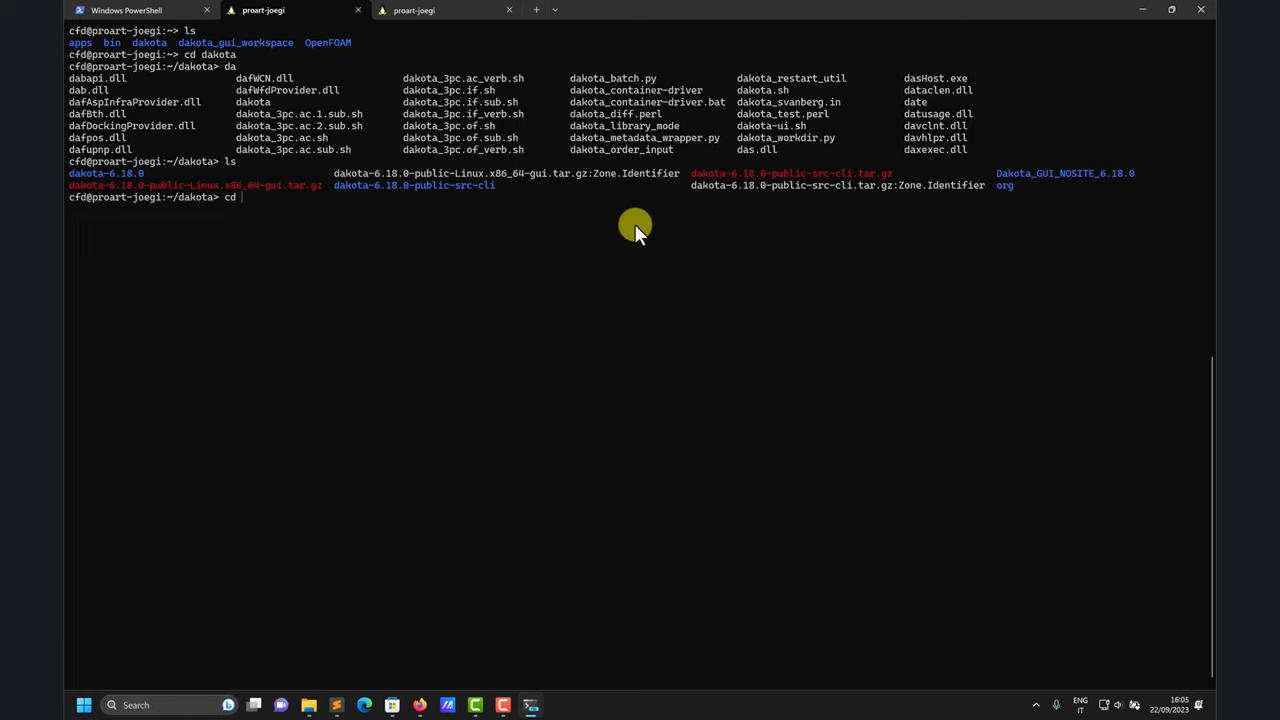 Windows PowerShell
proart-joegi
proart-joegi
cfd@proart-joegi:~> ls
apps bin dakota dakota_gui_workspace OpenFOAM
cfd@proart-joegi:~> cd dakota
cfd@proart-joegi:~/dakota> da
dabapi.dll dafWCN.dll dakota_3pc.ac_verb.sh dakota_batch.py dakota_restart_util dasHost.exe
dab.dll dafWfdProvider.dll dakota_3pc.if.sh dakota_container-driver dakota.sh dataclen.dll
dafAspInfraProvider.dll dakota dakota_3pc.if.sub.sh dakota_container-driver.bat dakota_svanberg.in date
dafBth.dll dakota_3pc.ac.1.sub.sh dakota_3pc.if_verb.sh dakota_diff.perl dakota_test.perl datusage.dll
dafDockingProvider.dll dakota_3pc.ac.2.sub.sh dakota_3pc.of.sh dakota_library_mode dakota-ui.sh davclnt.dll
dafpos.dll dakota_3pc.ac.sh dakota_3pc.of.sub.sh dakota_metadata_wrapper.py dakota_workdir.py davhlpr.dll
dafupnp.dll dakota_3pc.ac.sub.sh dakota_3pc.of_verb.sh dakota_order_input das.dll daxexec.dll
cfd@proart-joegi:~/dakota> ls
dakota-6.18.0 dakota-6.18.0-public-Linux.x86_64-gui.tar.gz:Zone.Identifier dakota-6.18.0-public-src-cli.tar.gz Dakota_GUI_NOSITE_6.18.0
dakota-6.18.0-public-Linux.x86_64-gui.tar.gz dakota-6.18.0-public-src-cli dakota-6.18.0-public-src-cli.tar.gz:Zone.Identifier org
cfd@proart-joegi:~/dakota> cd
Search
ENG
IT
16:05
22/09/2023